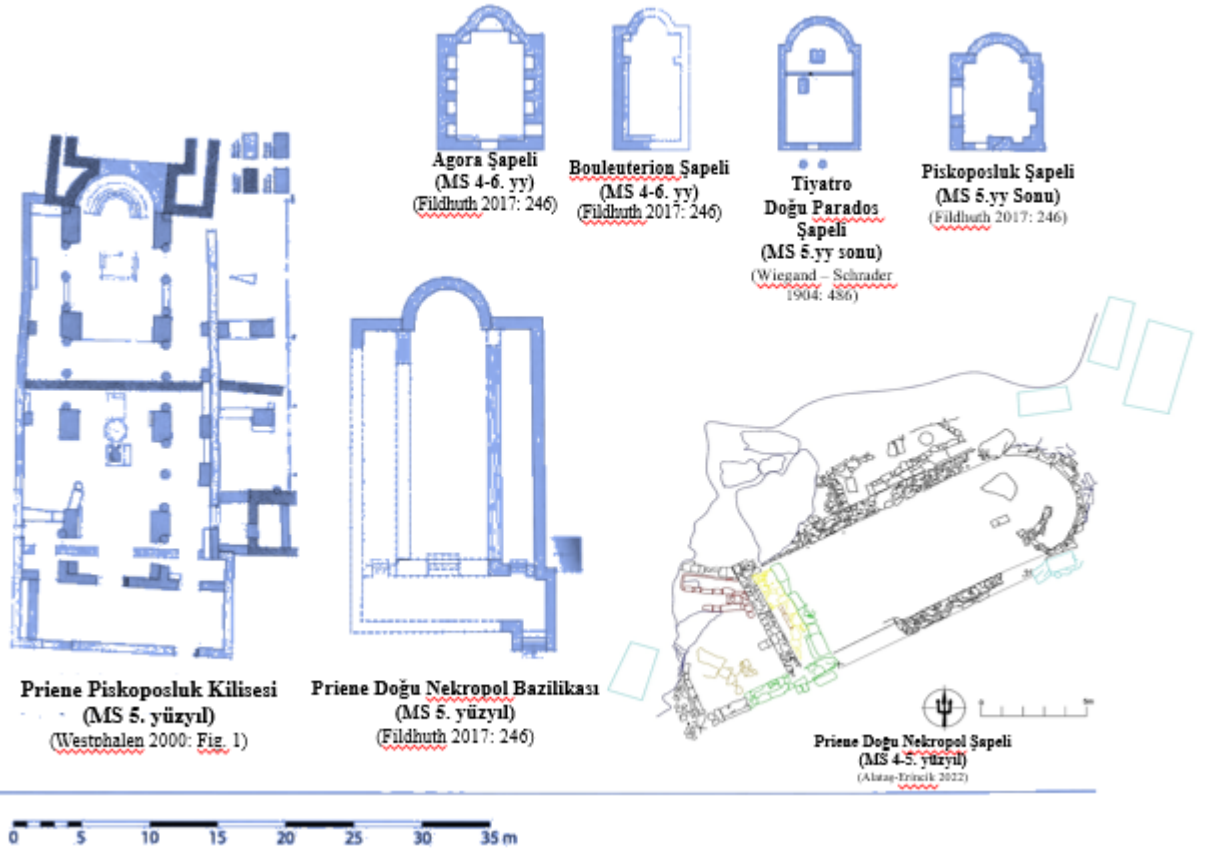 Agora Şapeli
(MS 4-6. yy)
(Fildhuth 2017: 246)
Bouleuterion Şapeli
(MS 4-6. yy)
(Fildhuth 2017: 246)
Tiyatro
Doğu Parados
Şapeli
(MS 5.yy sonu)
(Wiegand – Schrader
1904: 486)
Piskoposluk Şapeli
(MS 5.yy Sonu)
(Fildhuth 2017: 246)
Priene Piskoposluk Kilisesi
(MS 5. yüzyıl)
(Westphalen 2000: Fig. 1)
Priene Doğu Nekropol Bazilikası
(MS 5. yüzyıl)
(Fildhuth 2017: 246)
0 5m
Priene Doğu Nekropol Şapeli
(MS 4-5. yüzyıl)
(Alataş-Erincik 2022)
0 5 10 15 20 25 30 35 m